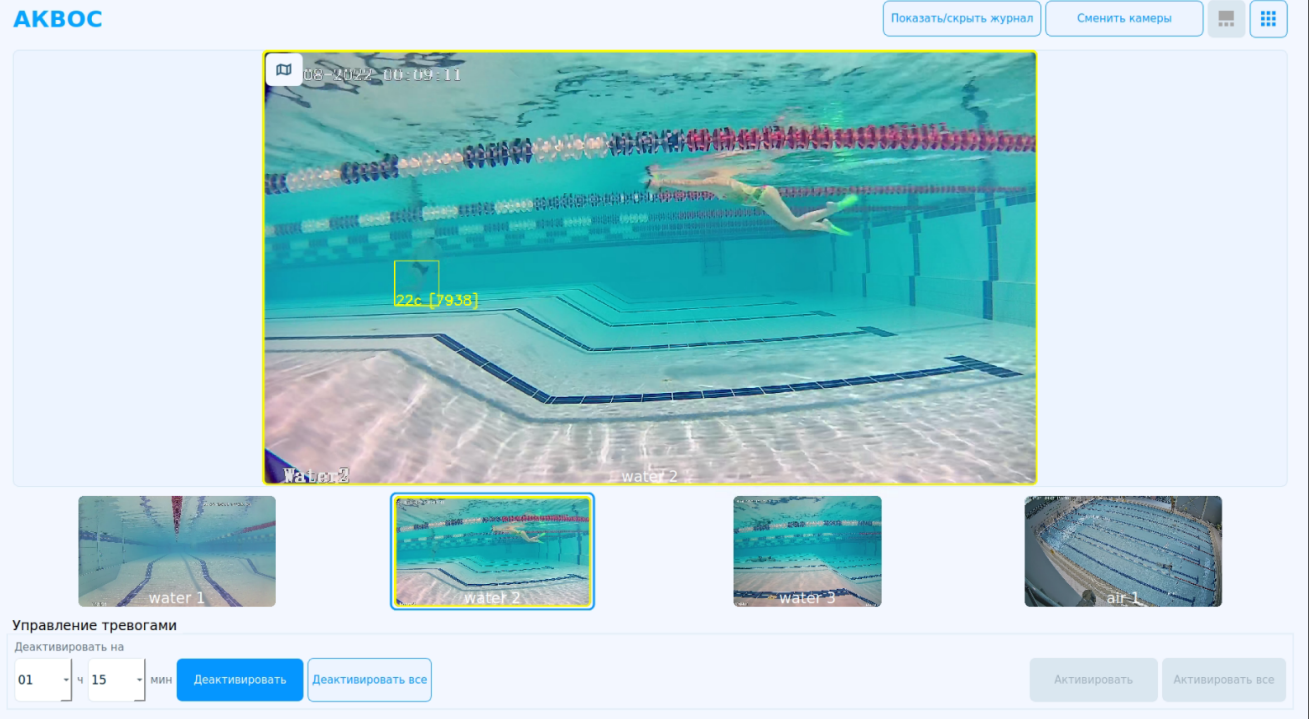 АКВОС
Показать/скрыть журнал
Сменить камеры
08-2022 00:09:11
22с [7938]
Water2
water 2
water 1
water 2
water 3
air 1
Управление тревогами
Деактивировать на
01 ч 15 мин
Деактивировать
Деактивировать все
Активировать
Активировать все